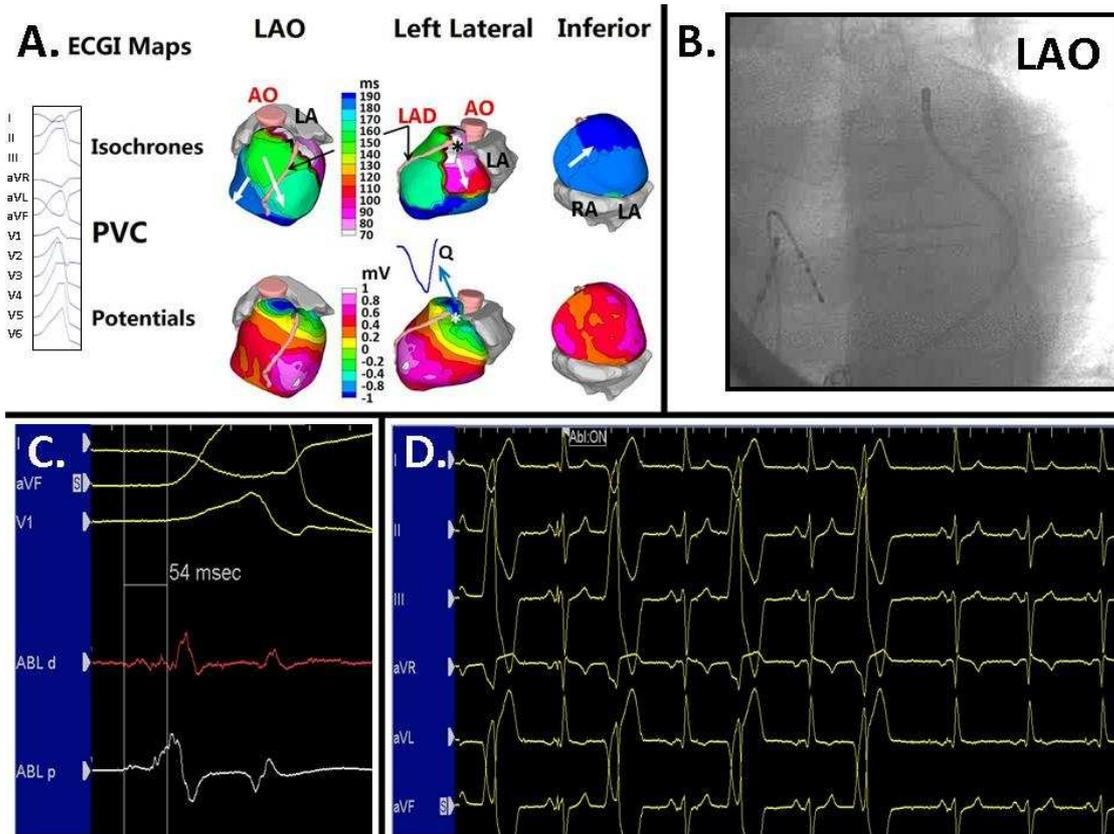 A. ECGI Maps
LAO
Left Lateral
Inferior
I
II
III
aVR
aVL
aVF
V1
V2
V3
V4
V5
V6
Isochrones
PVC
Potentials
AO
LA
LAD
AO
LA
*
RA
LA
ms
190
180
170
160
150
140
130
120
110
100
90
80
70
Q
*
mV
1
0.8
0.6
0.4
0.2
0
-0.2
-0.4
-0.8
-1
B.
LAO
C.
I
aVF S
V1
54 msec
ABL d
ABL p
D.
Abl:ON
I
II
III
aVR
aVL
aVF S